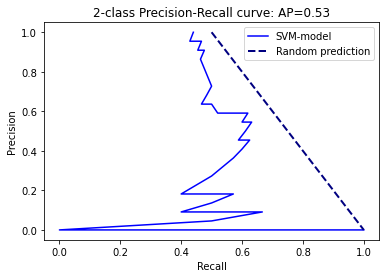 2-class Precision-Recall curve: AP=0.53
SVM-model
Random prediction
Precision
1.0
0.8
0.6
0.4
0.2
0.0
0.0 0.2 0.4 0.6 0.8 1.0
Recall